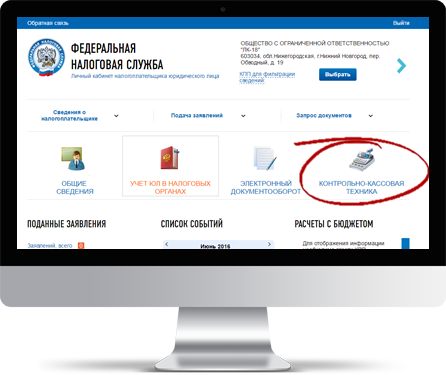 Обратная связь
Выйти
ФЕДЕРАЛЬНАЯ
НАЛОГОВАЯ СЛУЖБА
Личный кабинет налогоплательщика юридического лица
ОБЩЕСТВО С ОГРАНИЧЕННОЙ ОТВЕТСТВЕННОСТЬЮ
"ЛК-18"
603034, обл.Нижегородская, г.Нижний Новгород, пер.
Обводный, д. 19
КПП для фильтрации
сведений
Выбрать
Сведения о
налогоплательщике
Подача заявлений
Запрос документов
ОБЩИЕ
СВЕДЕНИЯ
УЧЕТ ЮЛ В НАЛОГОВЫХ
ОРГАНАХ
ЭЛЕКТРОННЫЙ
ДОКУМЕНТООБОРОТ
КОНТРОЛЬНО-КАССОВАЯ
ТЕХНИКА
ПОДАННЫЕ ЗАЯВЛЕНИЯ
СПИСОК СОБЫТИЙ
РАСЧЕТЫ С БЮДЖЕТОМ
Заявлений, всего 0
Июнь 2016
Для отображения информации